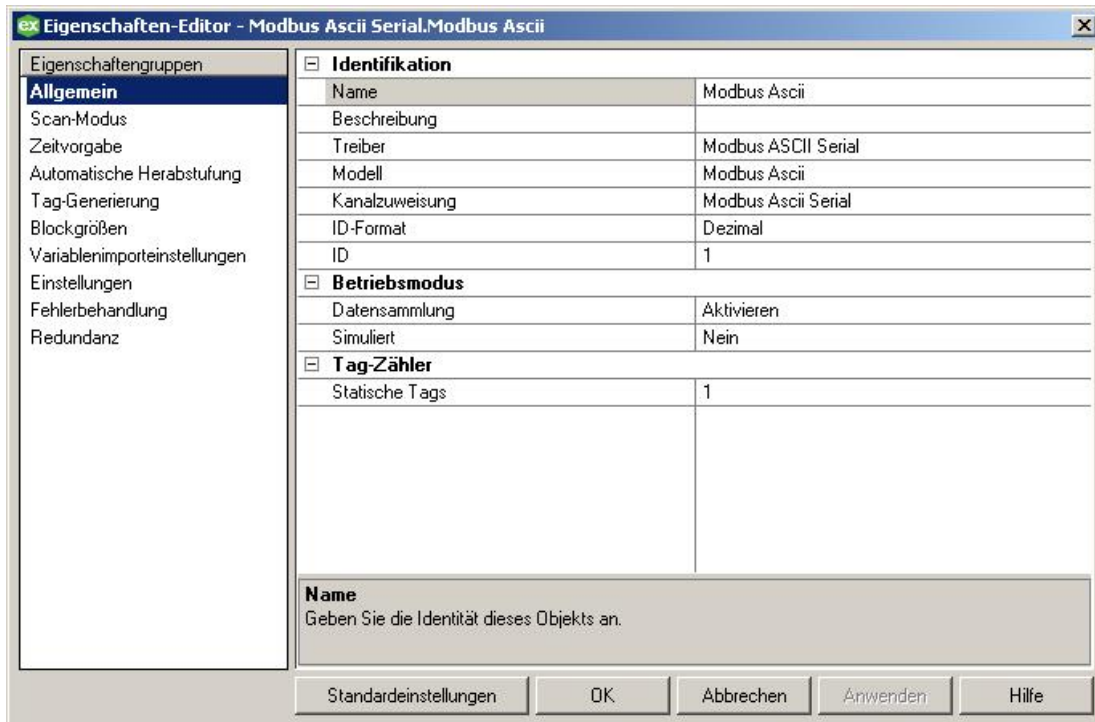 ex Eigenschaften-Editor - Modbus Ascii Serial.Modbus Ascii
Eigenschaftengruppen
Allgemein
Scan-Modus
Zeitvorgabe
Automatische Herabstufung
Tag-Generierung
Blockgrößen
Variablenimporteinstellungen
Einstellungen
Fehlerbehandlung
Redundanz
Identifikation
Name Modbus Ascii
Beschreibung
Treiber Modbus ASCII Serial
Modell Modbus Ascii
Kanalzuweisung Modbus Ascii Serial
ID-Format Dezimal
ID 1
Betriebsmodus
Datensammlung Aktivieren
Simuliert Nein
Tag-Zähler
Statische Tags 1
Name
Geben Sie die Identität dieses Objekts an.
Standardeinstellungen OK Abbrechen Anwenden Hilfe